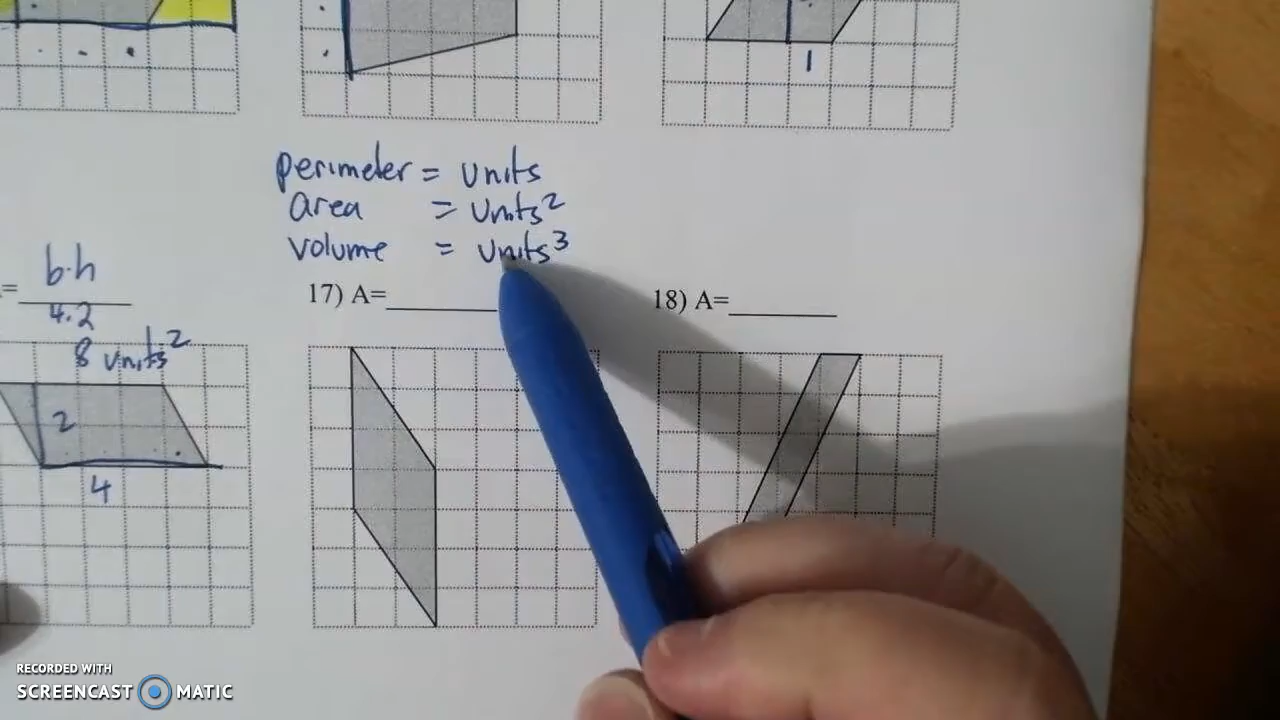 1
perimeter = units
area = units²
volume = units³
b·h
=
4.2
8 units²
17) A=
18) A=
2
4
RECORDED WITH
SCREENCAST MATIC